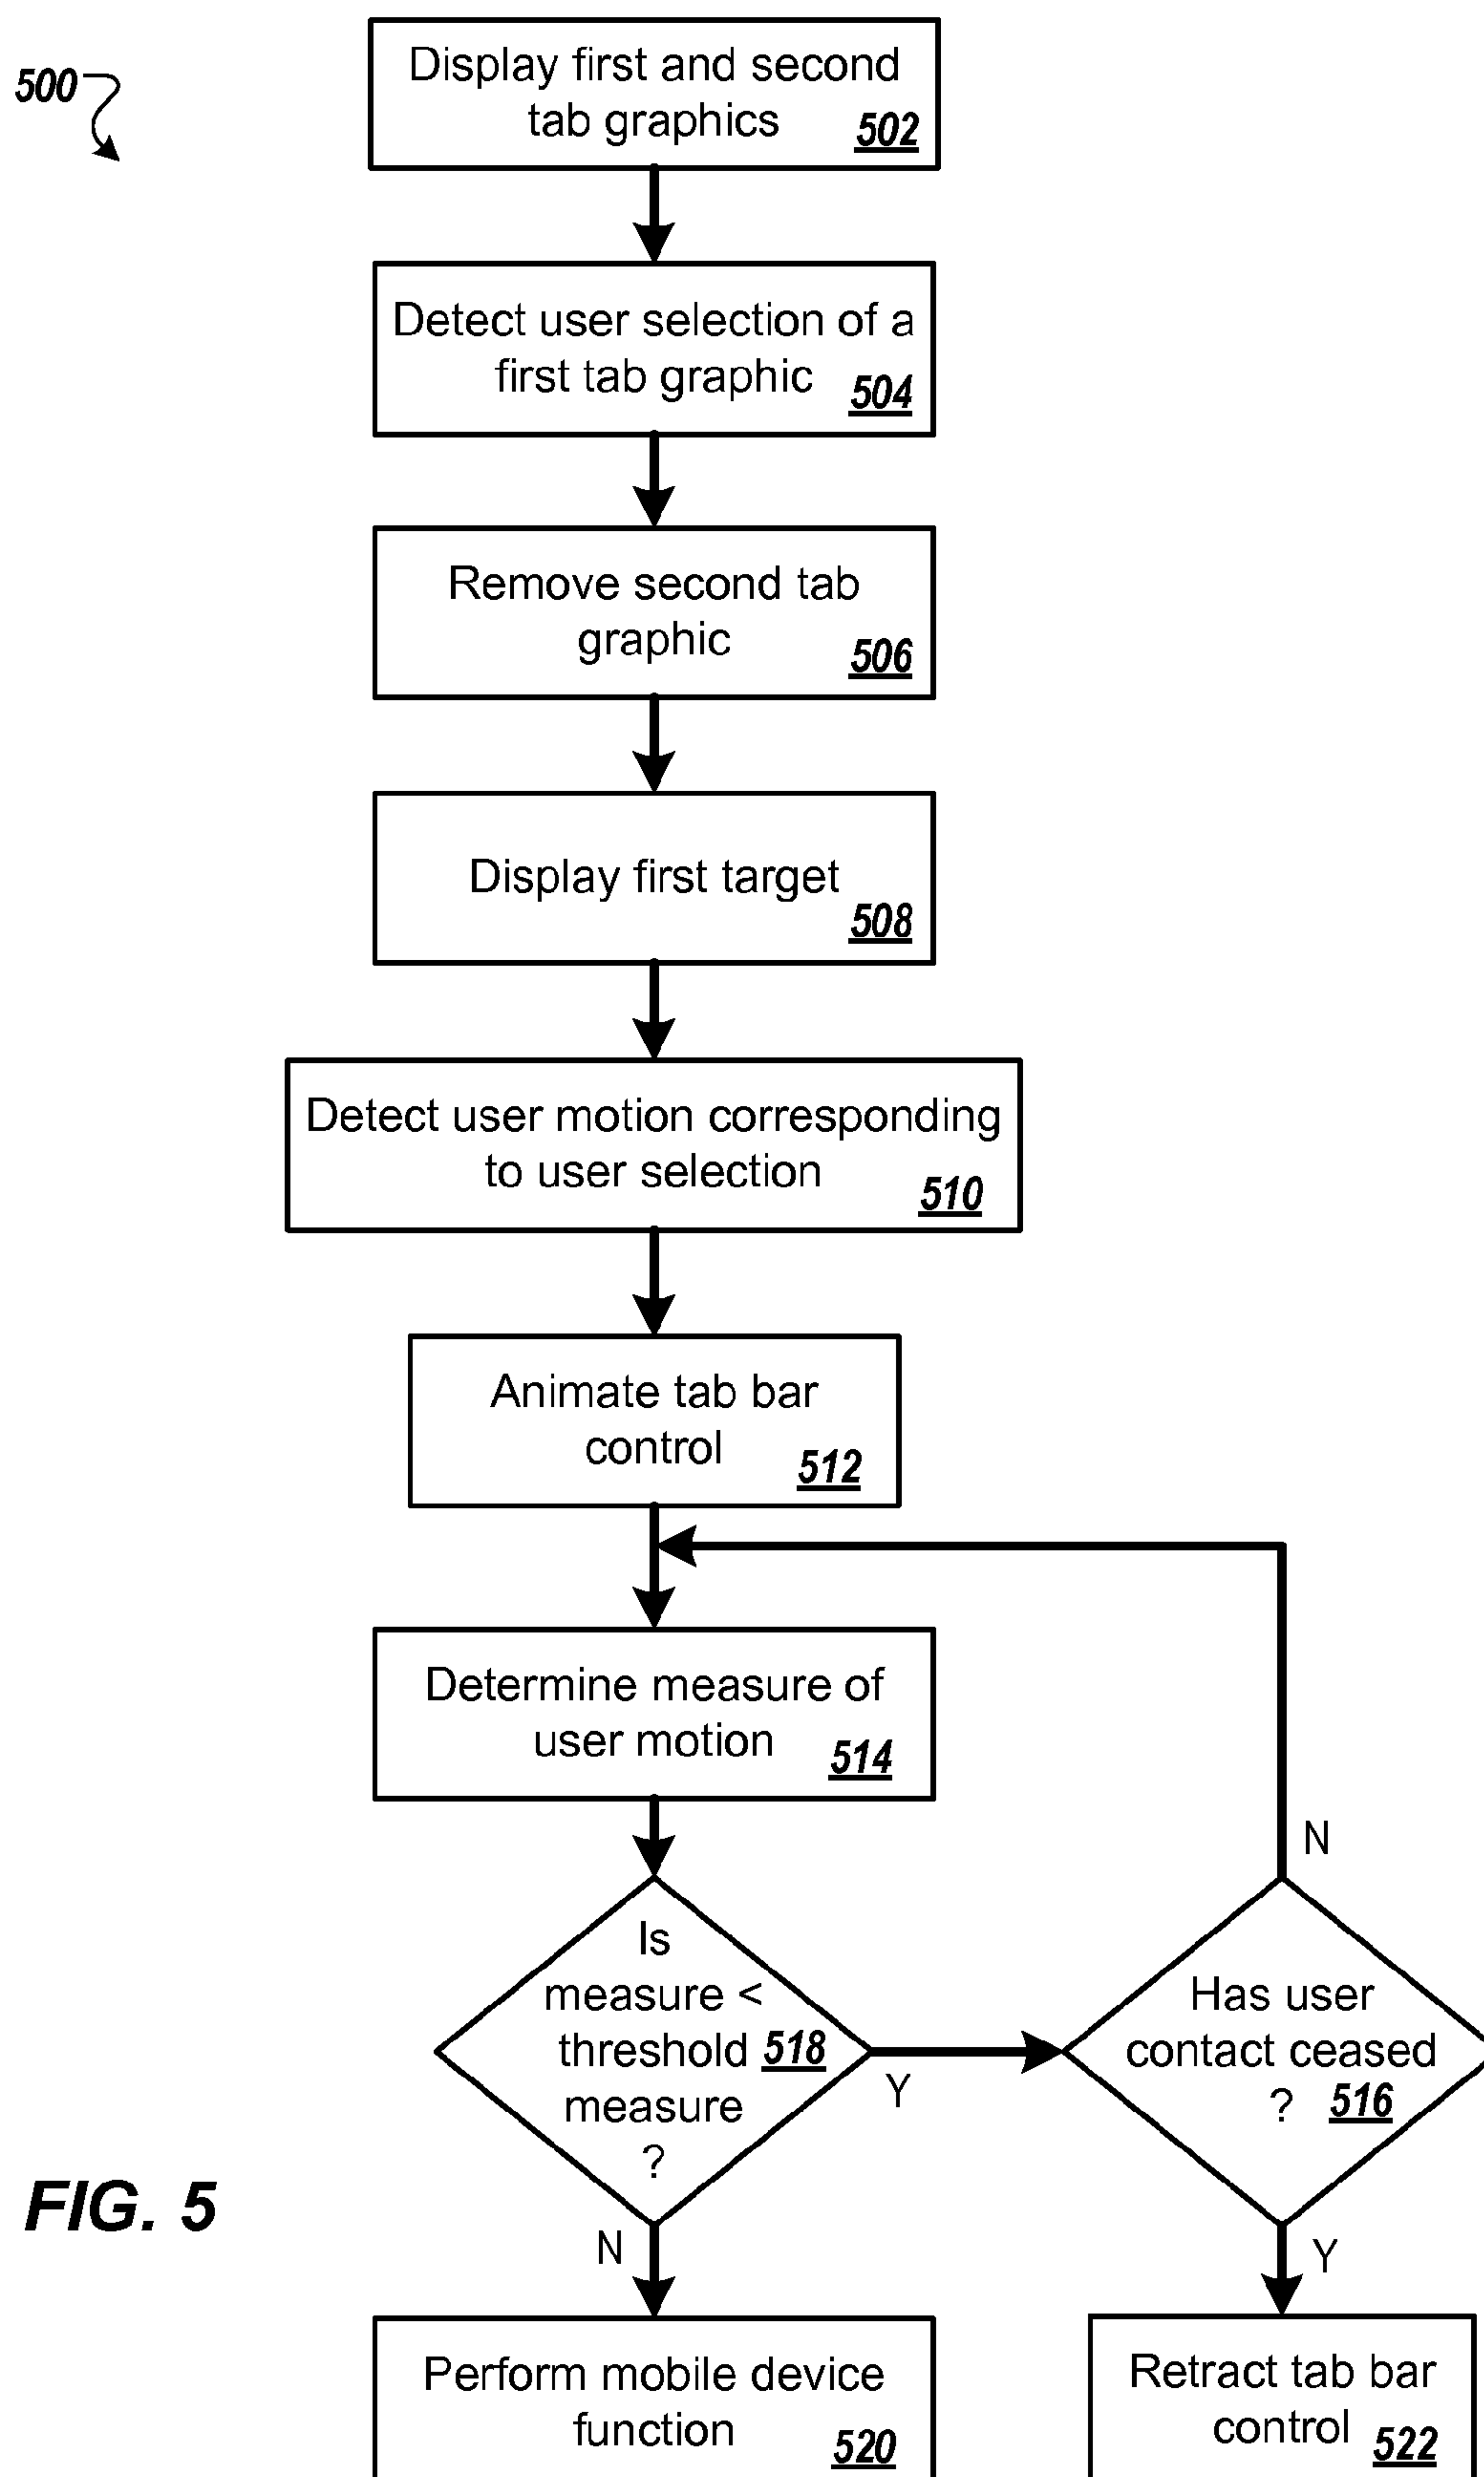 500
Display first and second
tab graphics 502
Detect user selection of a
first tab graphic 504
Remove second tab
graphic 506
Display first target
508
Detect user motion corresponding
to user selection 510
Animate tab bar
control 512
Determine measure of
user motion 514
Is
measure <
threshold 518
measure
?
Y
N
Has user
contact ceased
? 516
N
Y
Perform mobile device
function 520
Retract tab bar
control 522
FIG. 5